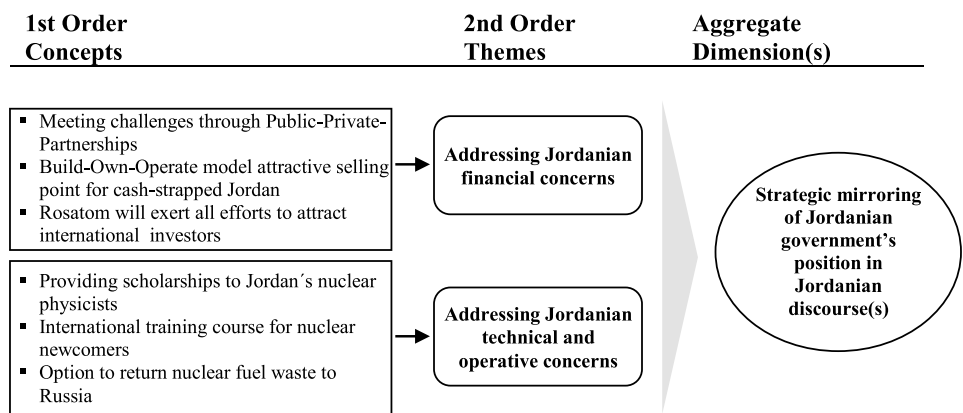 1st Order
Concepts
2nd Order
Themes
Aggregate
Dimension(s)
▪ Meeting challenges through Public-Private-
Partnerships
▪ Build-Own-Operate model attractive selling
point for cash-strapped Jordan
▪ Rosatom will exert all efforts to attract
international investors
Addressing Jordanian
financial concerns
▪ Providing scholarships to Jordan´s nuclear
physicists
▪ International training course for nuclear
newcomers
▪ Option to return nuclear fuel waste to
Russia
Addressing Jordanian
technical and
operative concerns
Strategic mirroring
of Jordanian
government’s
position in
Jordanian
discourse(s)